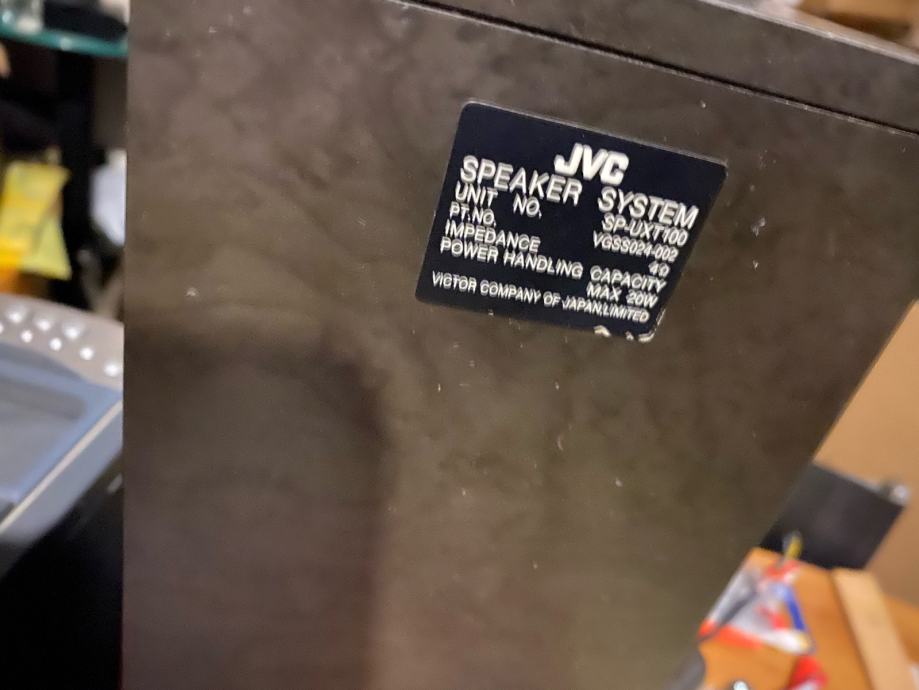 JVC
SPEAKER SYSTEM
UNIT NO. SP-UXT100
PT.NO. VGSS024-002
IMPEDANCE 4Ω
POWER HANDLING CAPACITY
MAX 20W
VICTOR COMPANY OF JAPAN,LIMITED